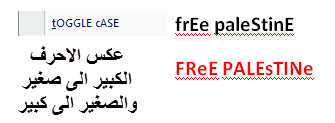 tOGGLE cASE
عكس الاحرف
الكبير الى صغير
والصغير الى كبير
frEe paleStinE
FReE PALEsTINe